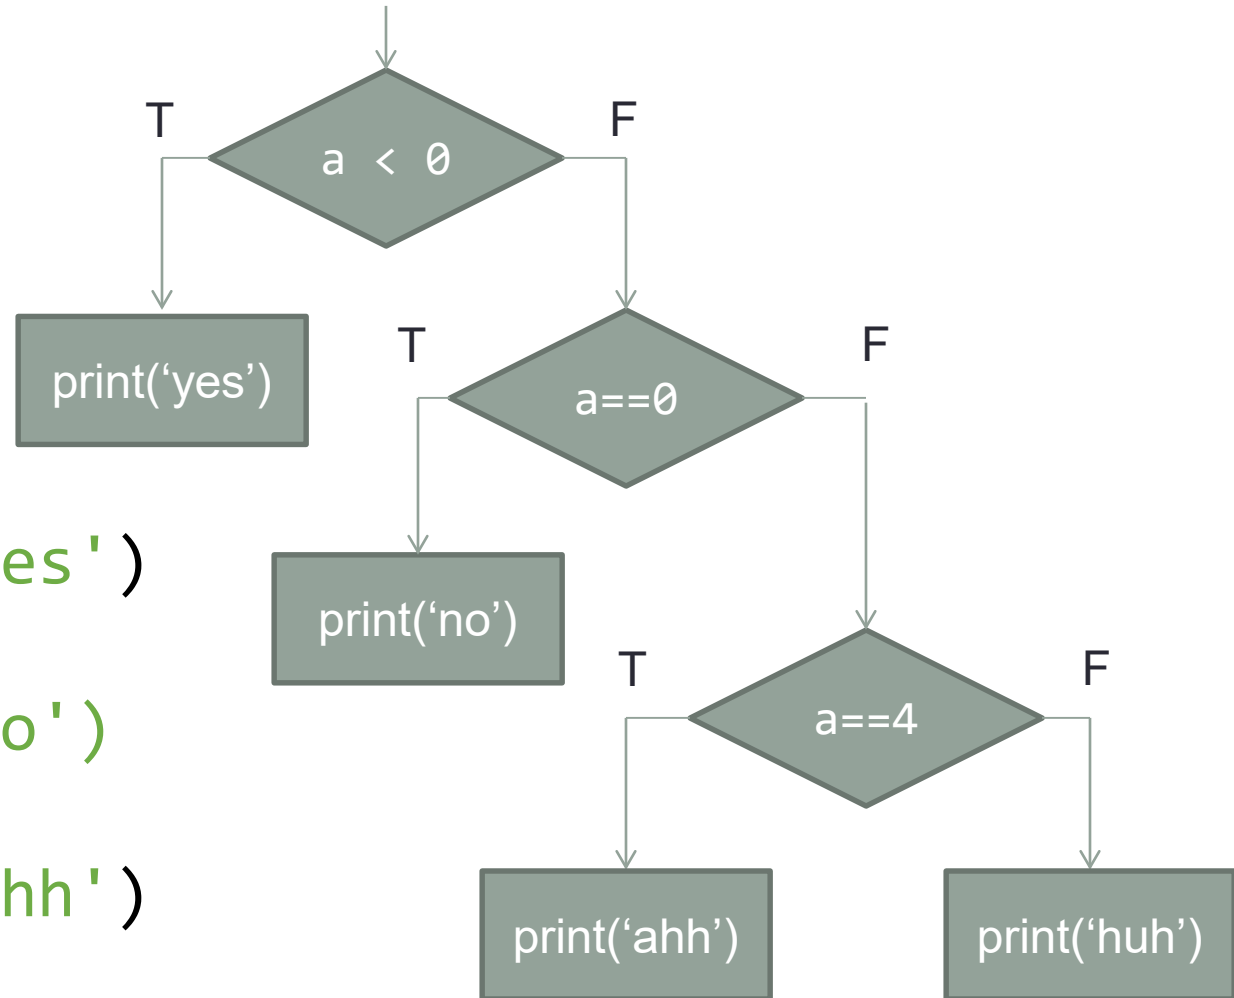 T
F
a < 0
T
F
print(‘yes’)
a==0
es')
print(‘no’)
T
F
o')
a==4
hh')
print(‘ahh’)
print(‘huh’)